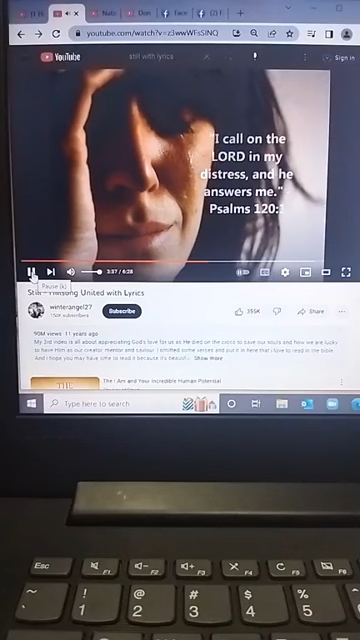 youtube.com/watch?v=z3wwWFsSlNQ
YouTube
still with lyrics
Sign in
"I call on the
LORD in my
distress, and he
answers me."
Psalms 120:1
3:37 / 6:28
Pause (k)
Still - Hillsong United with Lyrics
winterangel27
Subscribe
355K
Share
90M views 11 years ago
My 3rd video is all about appreciating God's love for us as He died on the cross to save our souls and how we are lucky
to have Him as our creator, mentor and saviour. I omitted some verses and put it in that I love to read in the bible.
And I hope you may have time to read it because it's beautiful. Show more
The I Am and Your Incredible Human Potential
Type here to search
Esc
F1
F2
F3
F4
F5
F6
~
`
!
1
@
2
#
3
$
4
%
5